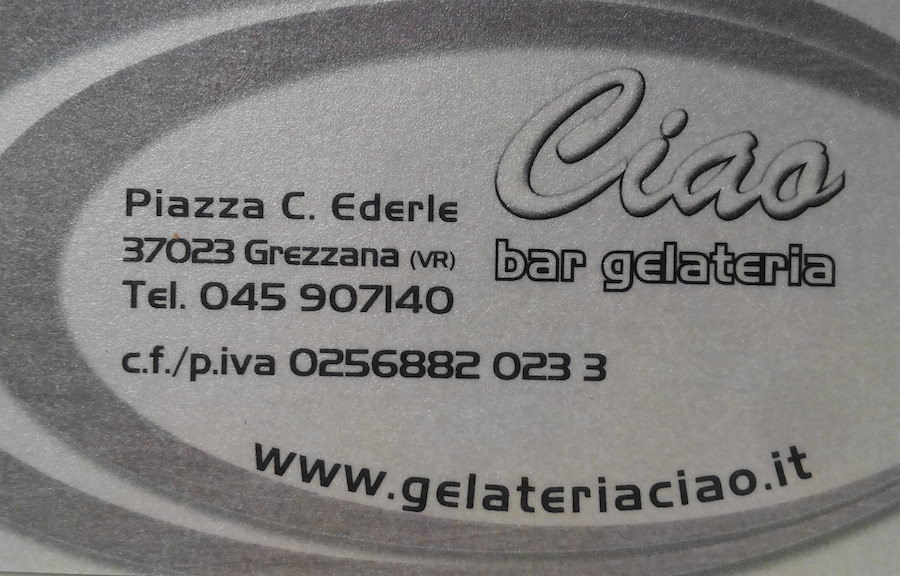 Ciao
bar gelateria
Piazza C. Ederle
37023 Grezzana (VR)
Tel. 045 907140
c.f./p.iva 0256882 023 3
www.gelateriaciao.it